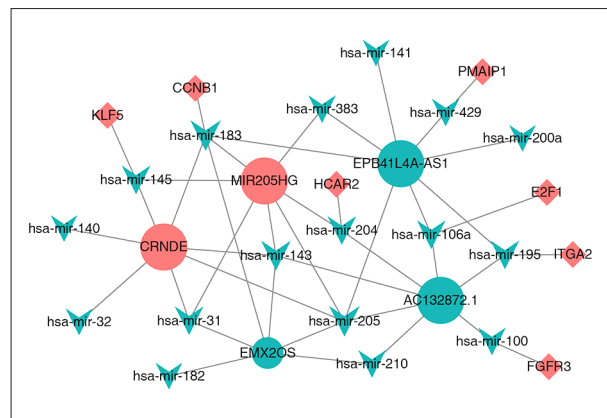 hsa-mir-141
PMAIP1
CCNB1
KLF5
hsa-mir-383
hsa-mir-429
hsa-mir-183
hsa-mir-200a
EPB41L4A-AS1
hsa-mir-145
MIR205HG
HCAR2
E2F1
hsa-mir-140
hsa-mir-204
hsa-mir-106a
CRNDE
hsa-mir-143
hsa-mir-195
ITGA2
AC132872.1
hsa-mir-32
hsa-mir-31
hsa-mir-205
hsa-mir-100
EMX2OS
hsa-mir-210
FGFR3
hsa-mir-182